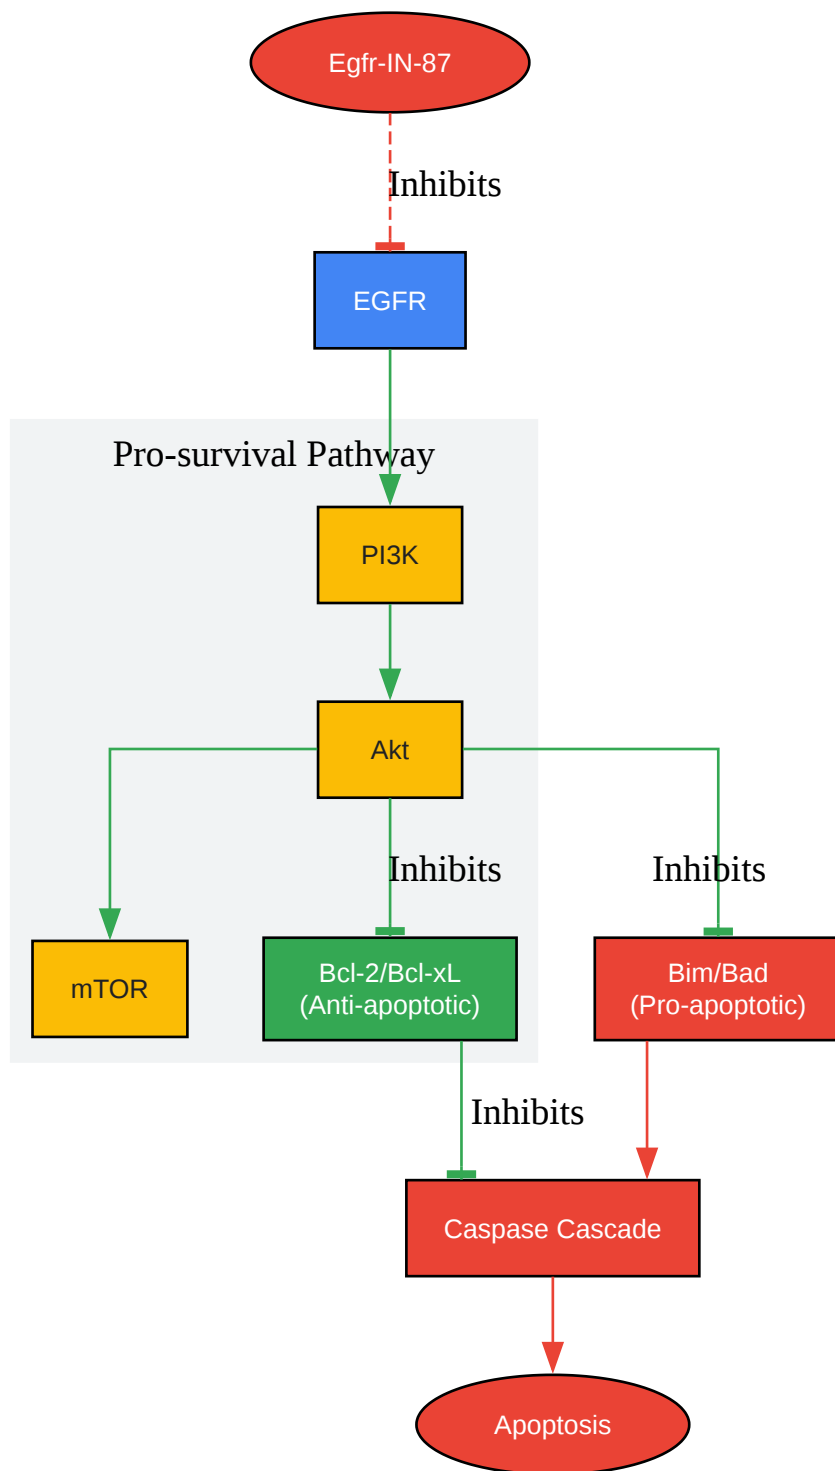 Egfr-IN-87
Inhibits
EGFR
Pro-survival Pathway
PI3K
Akt
Inhibits
Inhibits
mTOR
Bcl-2/Bcl-xL
(Anti-apoptotic)
Bim/Bad
(Pro-apoptotic)
Inhibits
Caspase Cascade
Apoptosis